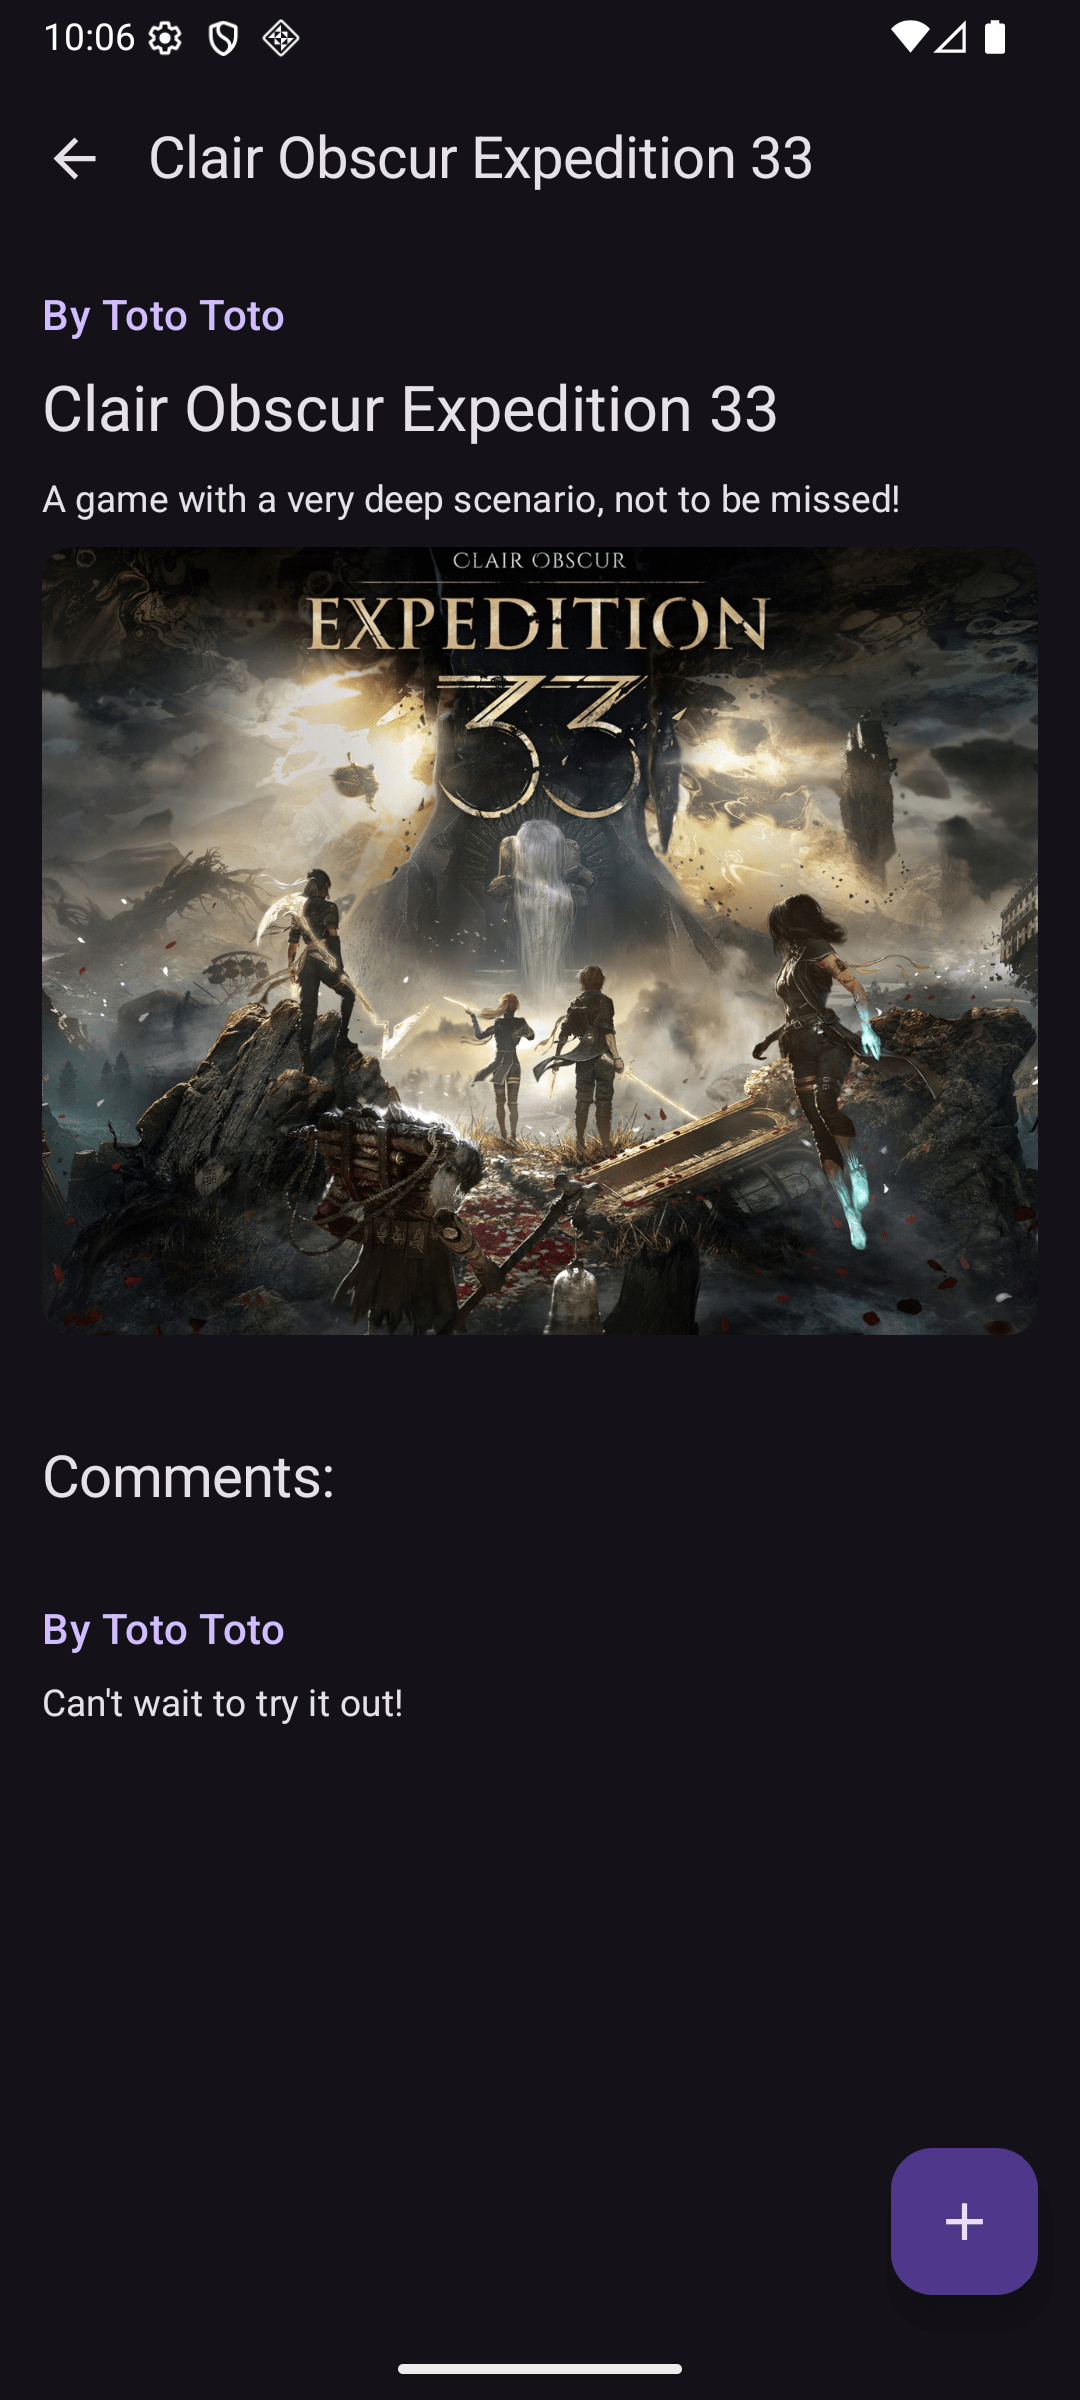 10:06
Clair Obscur Expedition 33
By Toto Toto
Clair Obscur Expedition 33
A game with a very deep scenario, not to be missed!
CLAIR OBSCUR
EXPEDITION
33
Comments:
By Toto Toto
Can't wait to try it out!